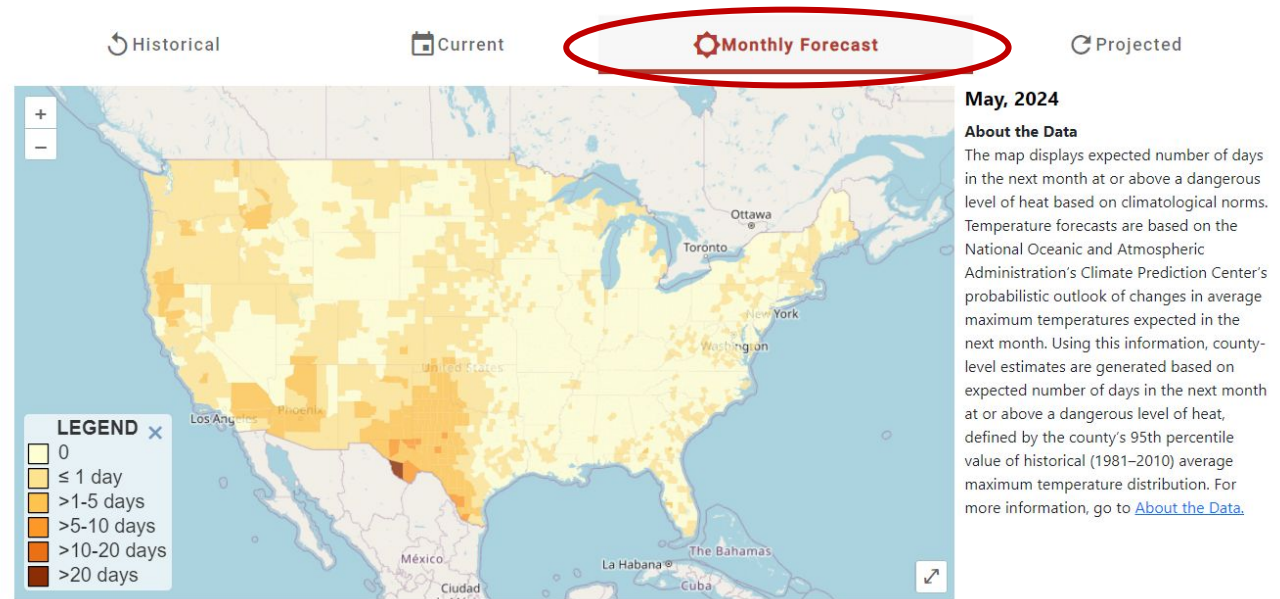 Historical
Current
Monthly Forecast
Projected
+
−
Ottawa
Toronto
New York
Washington
United States
Los Angeles
Phoenix
México
Ciudad
La Habana
The Bahamas
Cuba
LEGEND ×
0
≤ 1 day
>1-5 days
>5-10 days
>10-20 days
>20 days
May, 2024
About the Data
The map displays expected number of days
in the next month at or above a dangerous
level of heat based on climatological norms.
Temperature forecasts are based on the
National Oceanic and Atmospheric
Administration’s Climate Prediction Center’s
probabilistic outlook of changes in average
maximum temperatures expected in the
next month. Using this information, county-
level estimates are generated based on
expected number of days in the next month
at or above a dangerous level of heat,
defined by the county’s 95th percentile
value of historical (1981–2010) average
maximum temperature distribution. For
more information, go to About the Data.